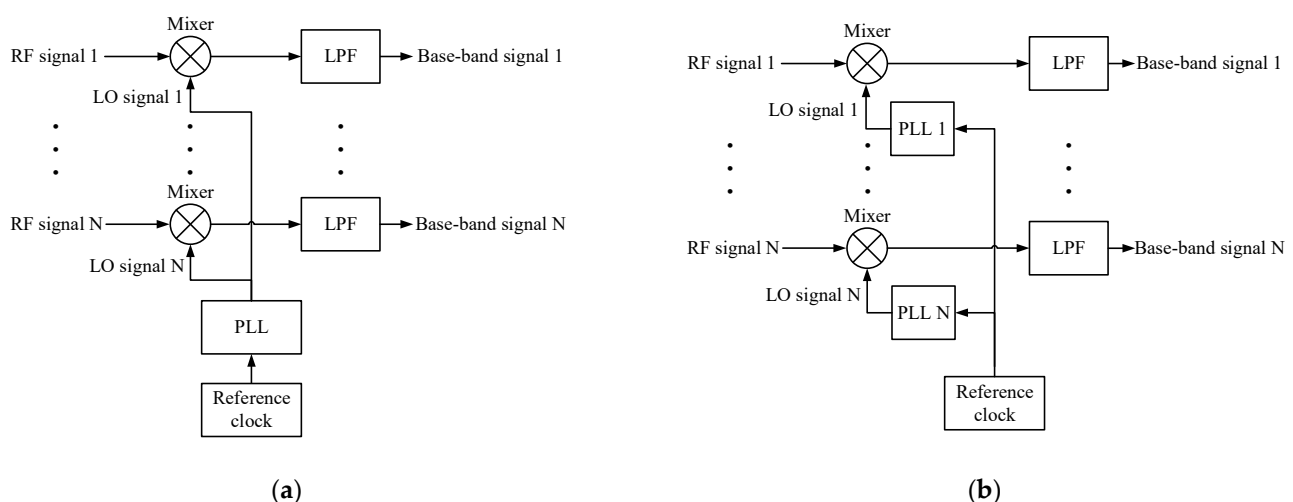 Mixer
RF signal 1
LPF
Base-band signal 1
LO signal 1
Mixer
RF signal N
LPF
Base-band signal N
LO signal N
PLL
Reference
clock
(a)
Mixer
RF signal 1
LPF
Base-band signal 1
LO signal 1
PLL 1
Mixer
RF signal N
LPF
Base-band signal N
LO signal N
PLL N
Reference
clock
(b)